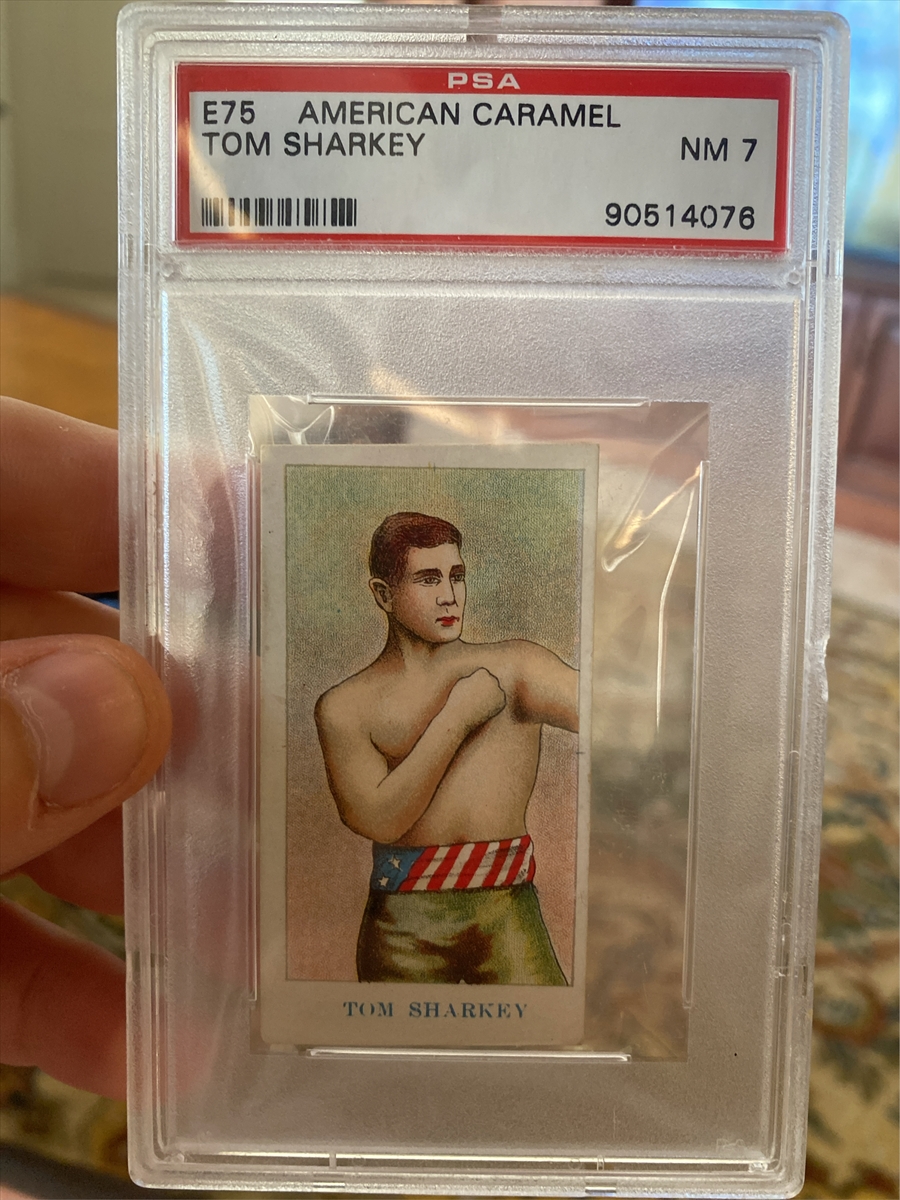 PSA
E75 AMERICAN CARAMEL
TOM SHARKEY NM 7
90514076
TOM SHARKEY